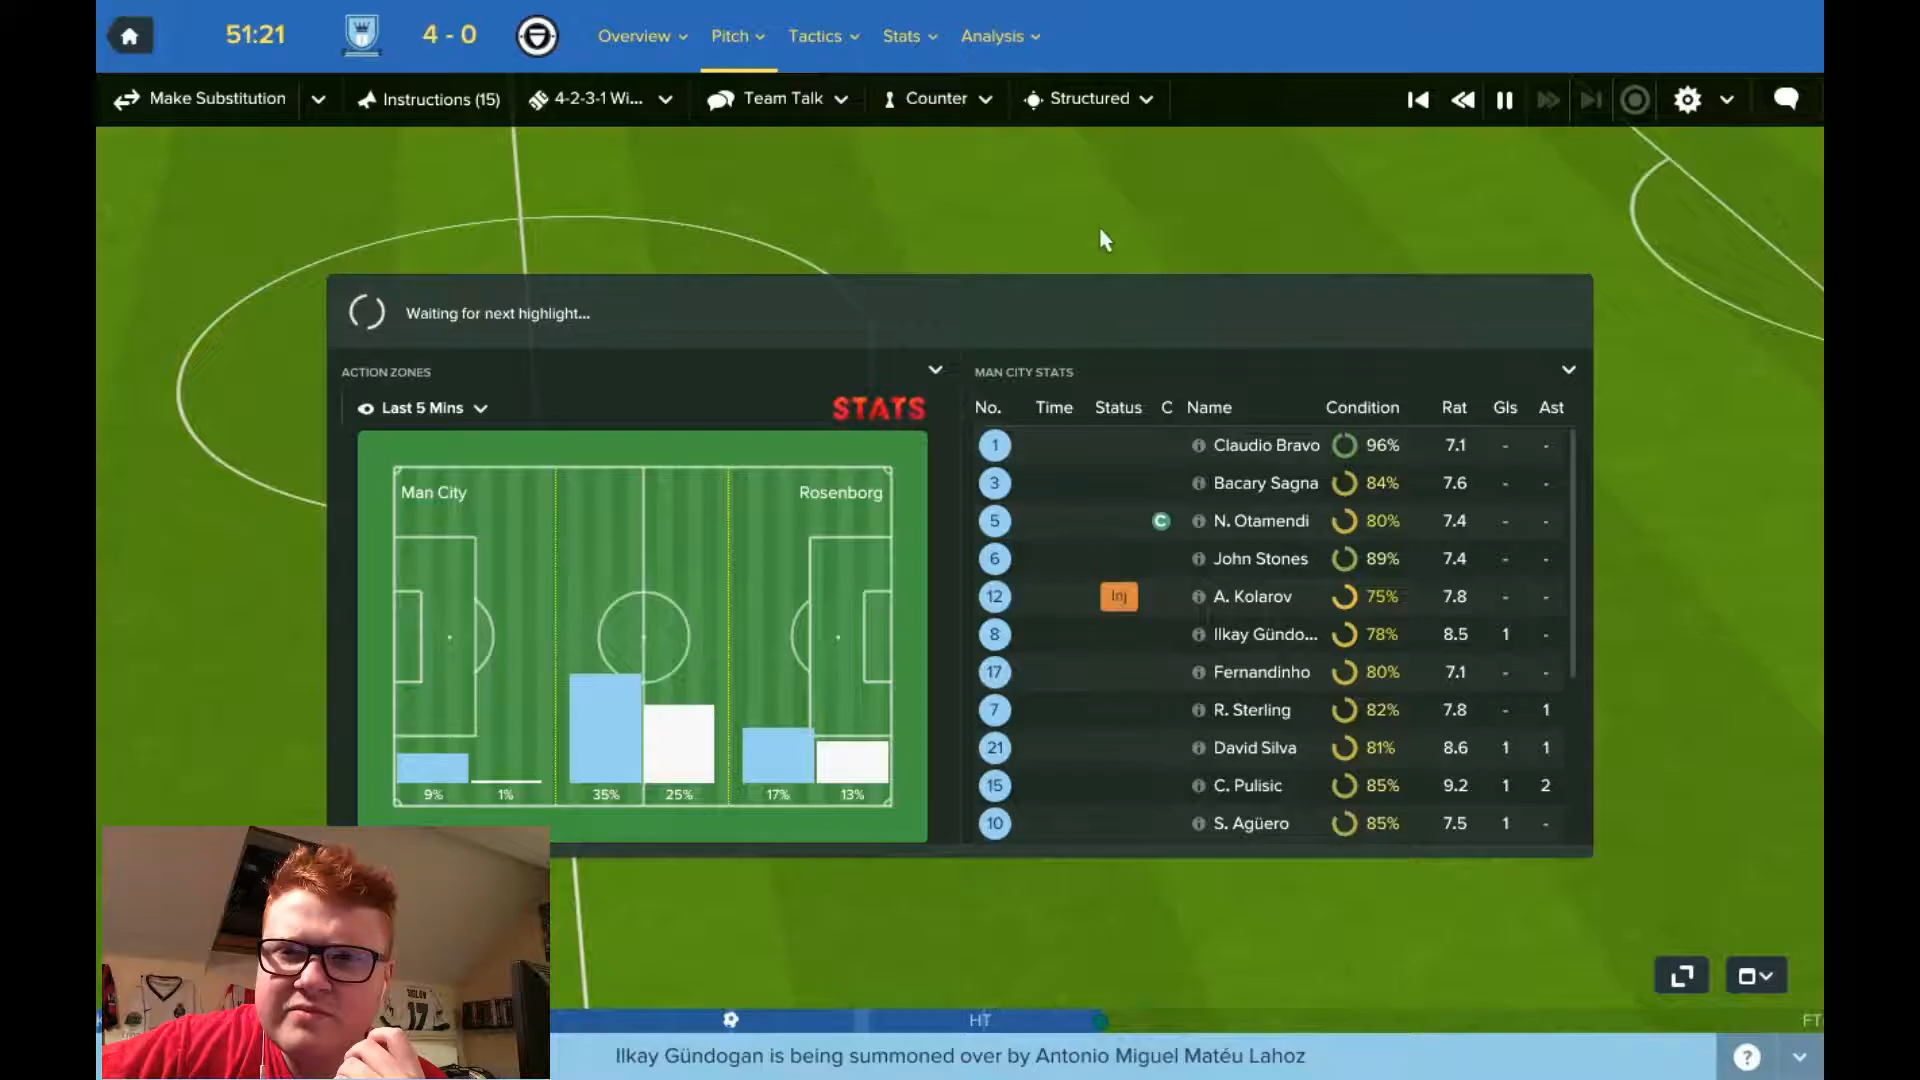 51:21 4 - 0 Overview Pitch Tactics Stats Analysis
Make Substitution Instructions (15) 4-2-3-1 Wi... Team Talk Counter Structured
Waiting for next highlight...
ACTION ZONES
Last 5 Mins STATS
Man City Rosenborg
9% 1% 35% 25% 17% 13%
MAN CITY STATS
No. Time Status C Name Condition Rat Gls Ast
1 Claudio Bravo 96% 7.1 - -
3 Bacary Sagna 84% 7.6 - -
5 C N. Otamendi 80% 7.4 - -
6 John Stones 89% 7.4 - -
12 Inj A. Kolarov 75% 7.8 - -
8 Ilkay Gündo... 78% 8.5 1 -
17 Fernandinho 80% 7.1 - -
7 R. Sterling 82% 7.8 - 1
21 David Silva 81% 8.6 1 1
15 C. Pulisic 85% 9.2 1 2
10 S. Agüero 85% 7.5 1 -
17
HT FT
Ilkay Gündogan is being summoned over by Antonio Miguel Matéu Lahoz ?